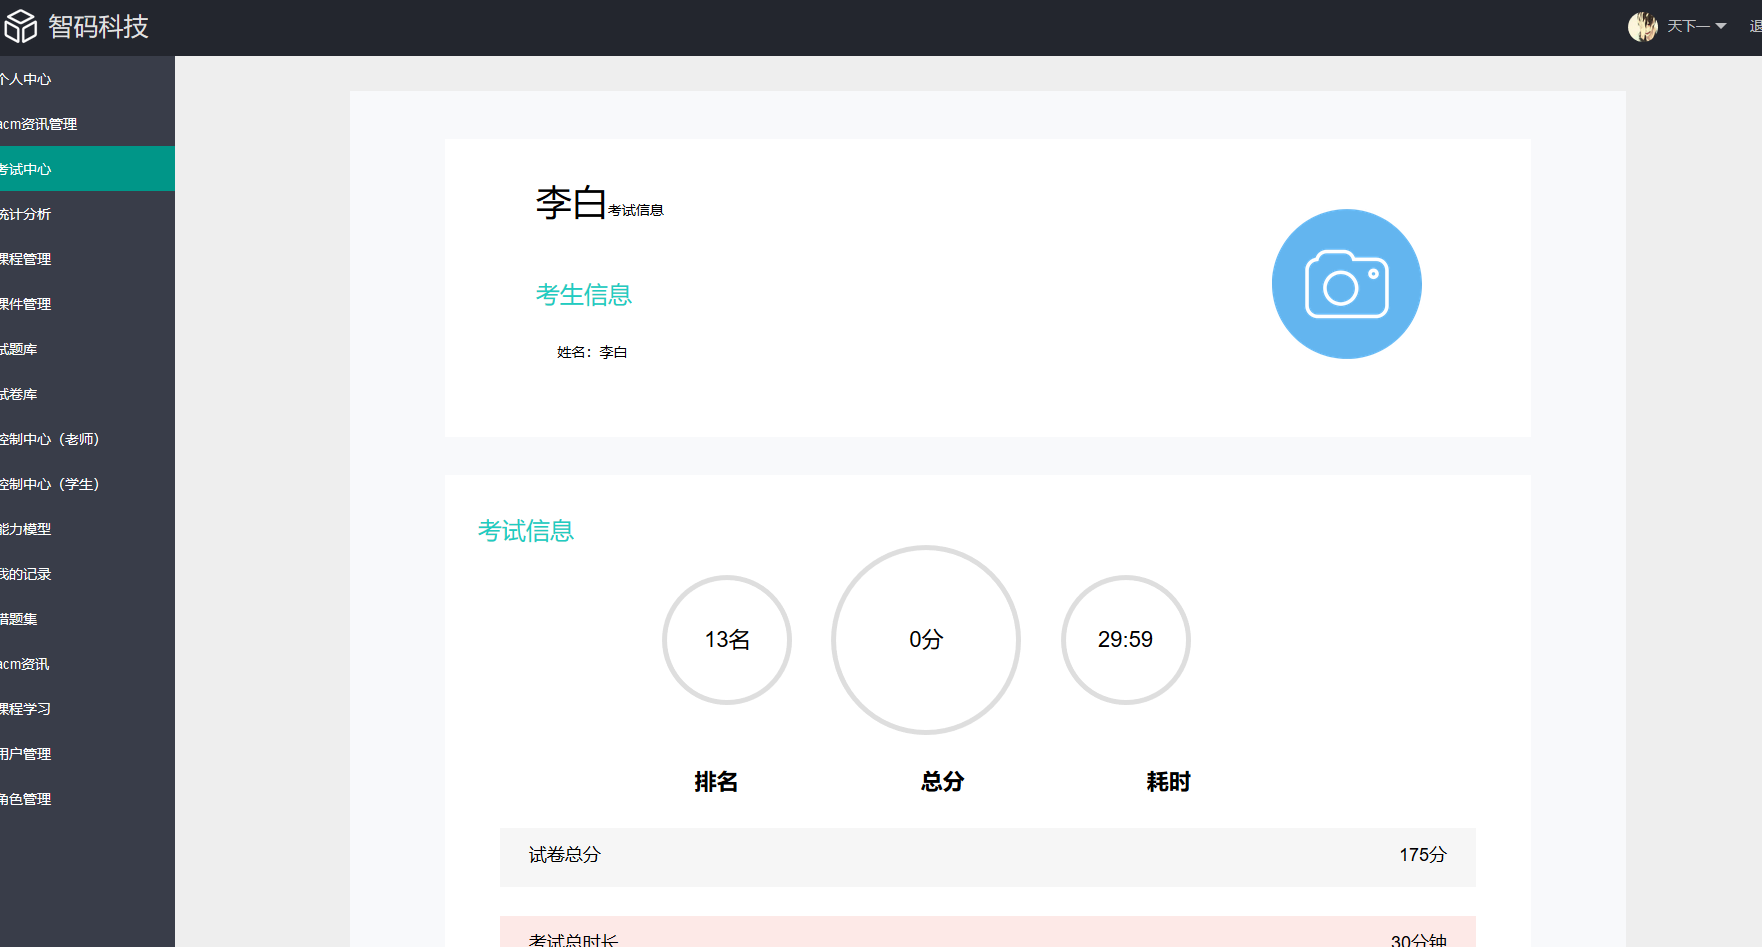 智码科技
天下一
退
个人中心
acm资讯管理
考试中心
统计分析
课程管理
课件管理
试题库
试卷库
控制中心（老师）
控制中心（学生）
能力模型
我的记录
错题集
acm资讯
课程学习
用户管理
角色管理
李白考试信息
考生信息
姓名：李白
考试信息
13名
0分
29:59
排名
总分
耗时
试卷总分 175分
考试总时长 30分钟